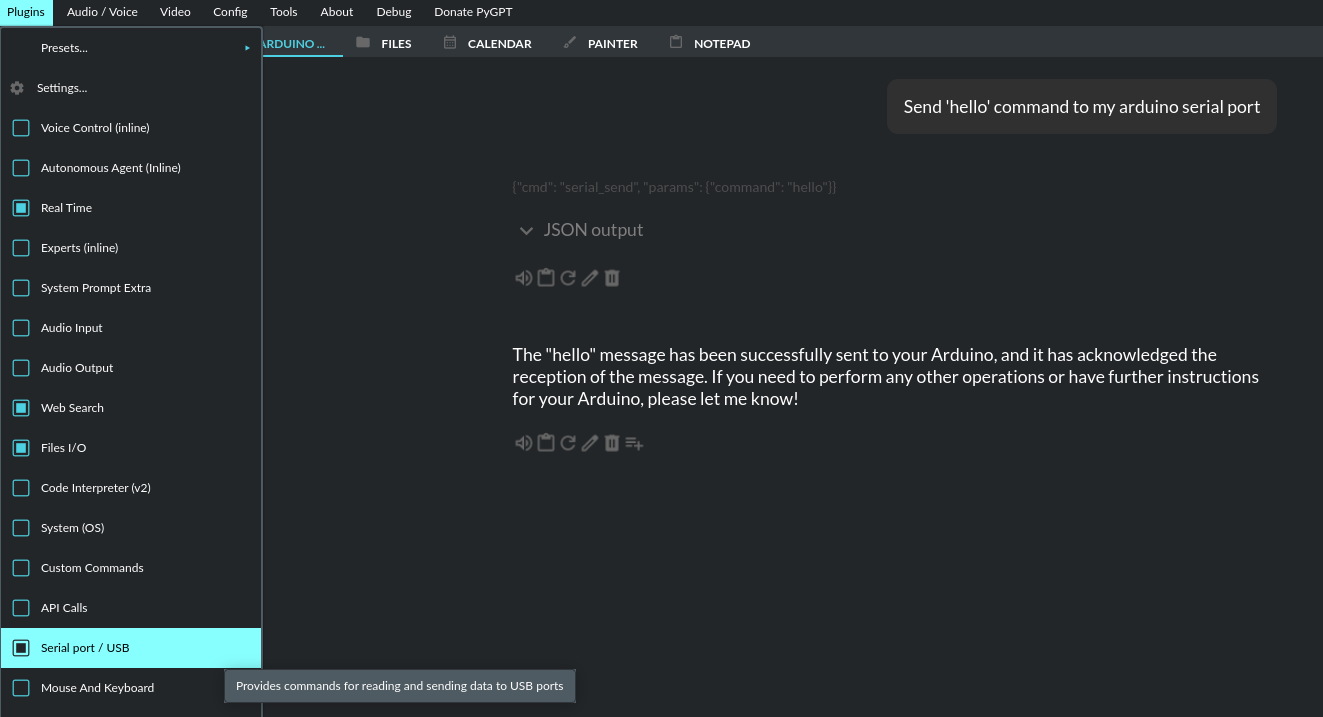 Plugins Audio / Voice Video Config Tools About Debug Donate PyGPT
ARDUINO ... FILES CALENDAR PAINTER NOTEPAD
Presets...
Settings...
Voice Control (inline)
Autonomous Agent (Inline)
Real Time
Experts (inline)
System Prompt Extra
Audio Input
Audio Output
Web Search
Files I/O
Code Interpreter (v2)
System (OS)
Custom Commands
API Calls
Serial port / USB
Mouse And Keyboard
Provides commands for reading and sending data to USB ports
Send 'hello' command to my arduino serial port
{"cmd": "serial_send", "params": {"command": "hello"}}
JSON output
The "hello" message has been successfully sent to your Arduino, and it has acknowledged the
reception of the message. If you need to perform any other operations or have further instructions
for your Arduino, please let me know!